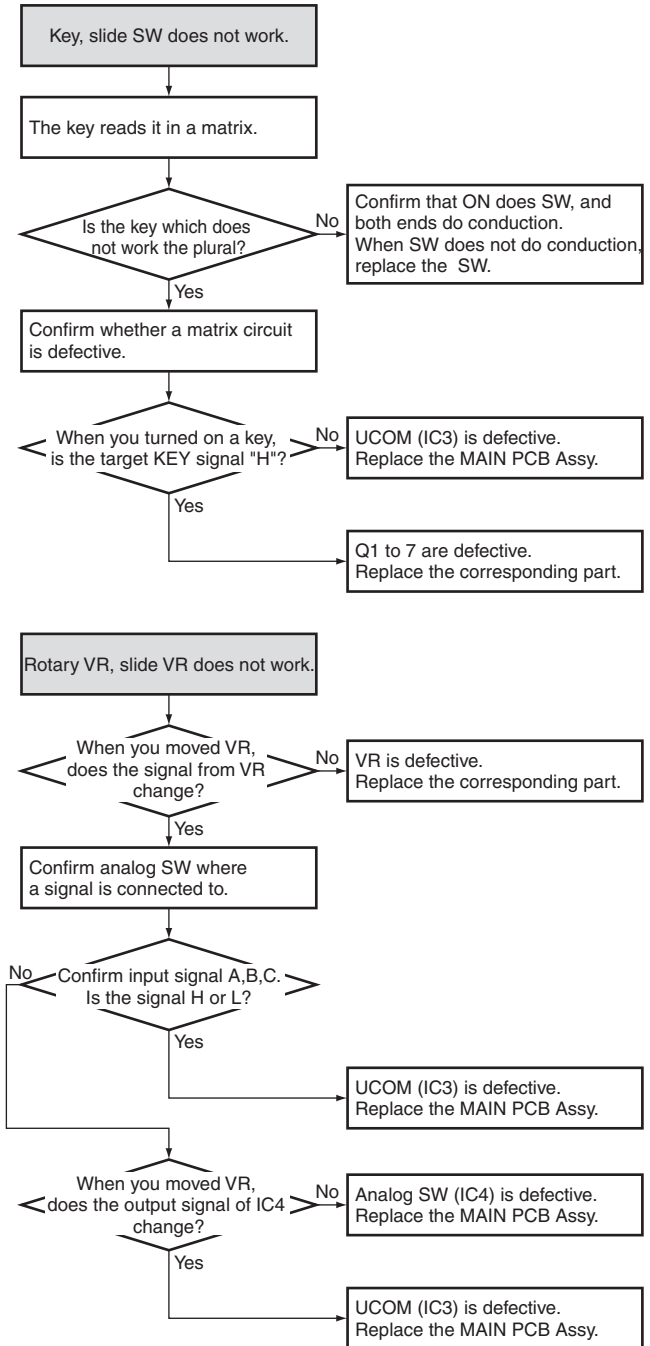 Key, slide SW does not work.
The key reads it in a matrix.
Is the key which does
not work the plural?
No
Confirm that ON does SW, and
both ends do conduction.
When SW does not do conduction,
replace the SW.
Yes
Confirm whether a matrix circuit
is defective.
When you turned on a key,
is the target KEY signal "H"?
No
UCOM (IC3) is defective.
Replace the MAIN PCB Assy.
Yes
Q1 to 7 are defective.
Replace the corresponding part.
Rotary VR, slide VR does not work.
When you moved VR,
does the signal from VR
change?
No
VR is defective.
Replace the corresponding part.
Yes
Confirm analog SW where
a signal is connected to.
No
Confirm input signal A,B,C.
Is the signal H or L?
Yes
UCOM (IC3) is defective.
Replace the MAIN PCB Assy.
When you moved VR,
does the output signal of IC4
change?
No
Analog SW (IC4) is defective.
Replace the MAIN PCB Assy.
Yes
UCOM (IC3) is defective.
Replace the MAIN PCB Assy.